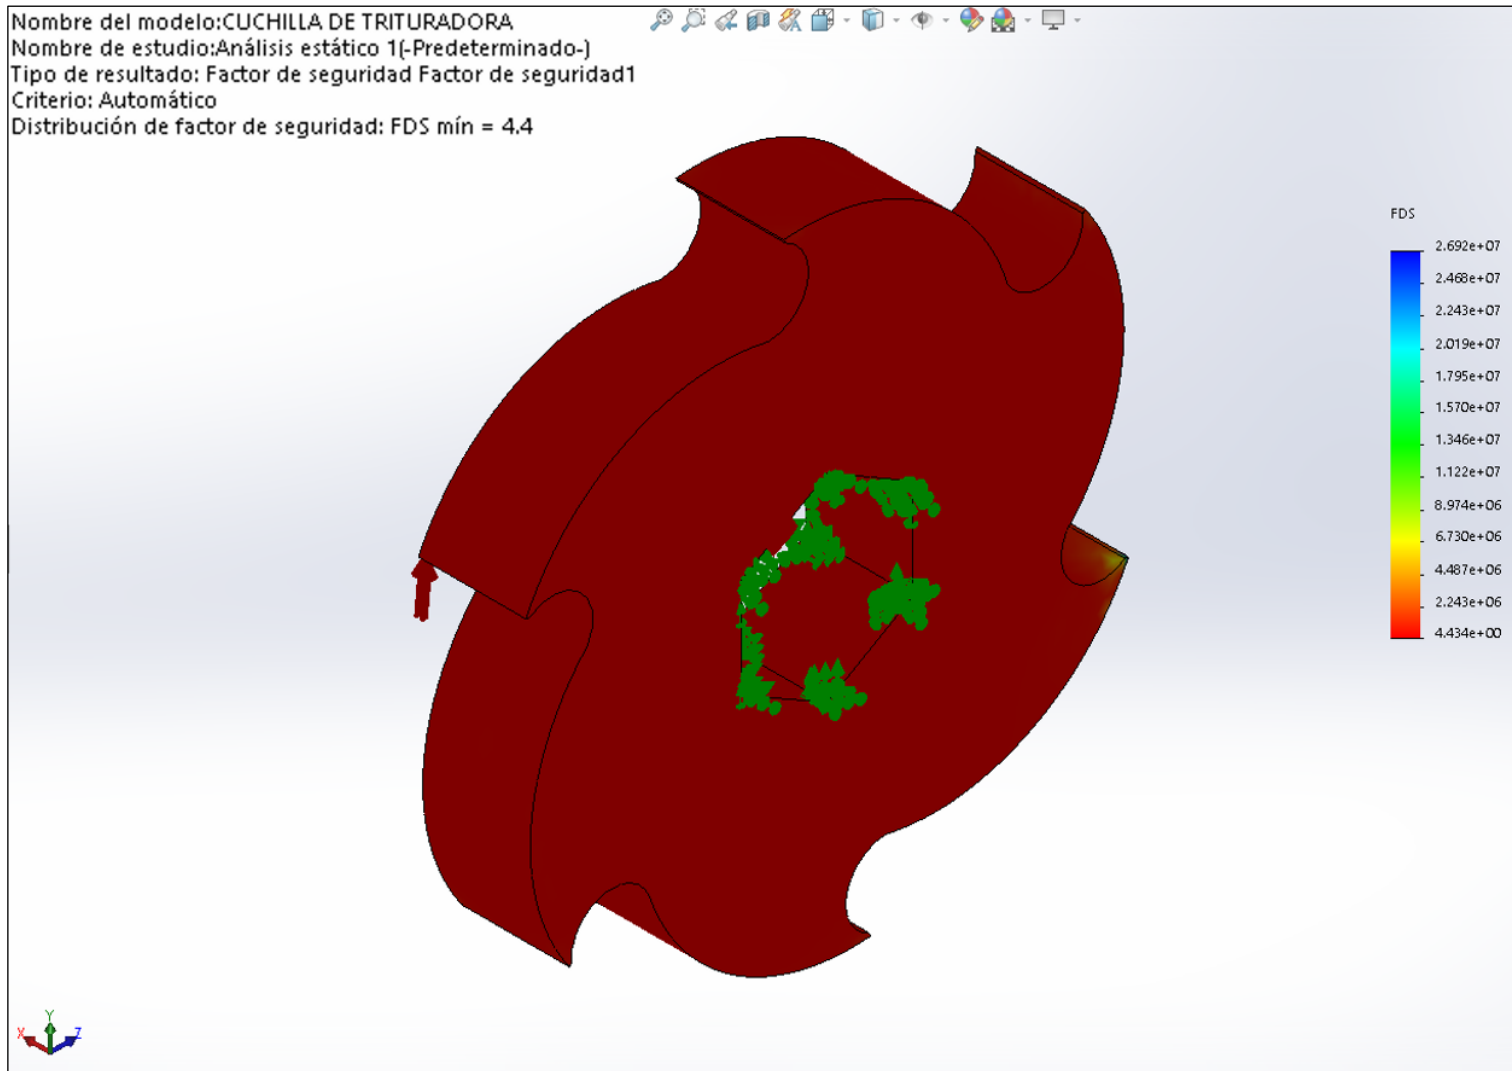 Nombre del modelo:CUCHILLA DE TRITURADORA
Nombre de estudio:Análisis estático 1(-Predeterminado-)
Tipo de resultado: Factor de seguridad Factor de seguridad1
Criterio: Automático
Distribución de factor de seguridad: FDS mín = 4.4
FDS
2.692e+07
2.468e+07
2.243e+07
2.019e+07
1.795e+07
1.570e+07
1.346e+07
1.122e+07
8.974e+06
6.730e+06
4.487e+06
2.243e+06
4.434e+00
Y
X
Z